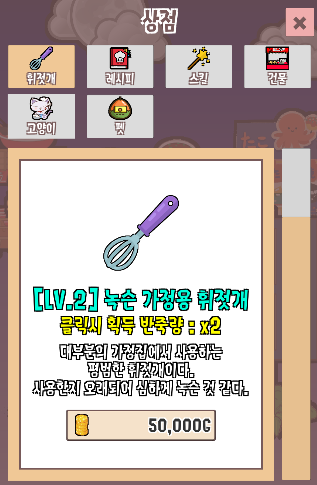 상점
휘젓개
레시피
스킬
건물
고양이
펫
[LV.2] 녹슨 가정용 휘젓개
클릭시 획득 반죽량 : x2
대부분의 가정집에서 사용하는
평범한 휘젓개이다.
사용한지 오래되어 심하게 녹슨 것 같다.
50,000G